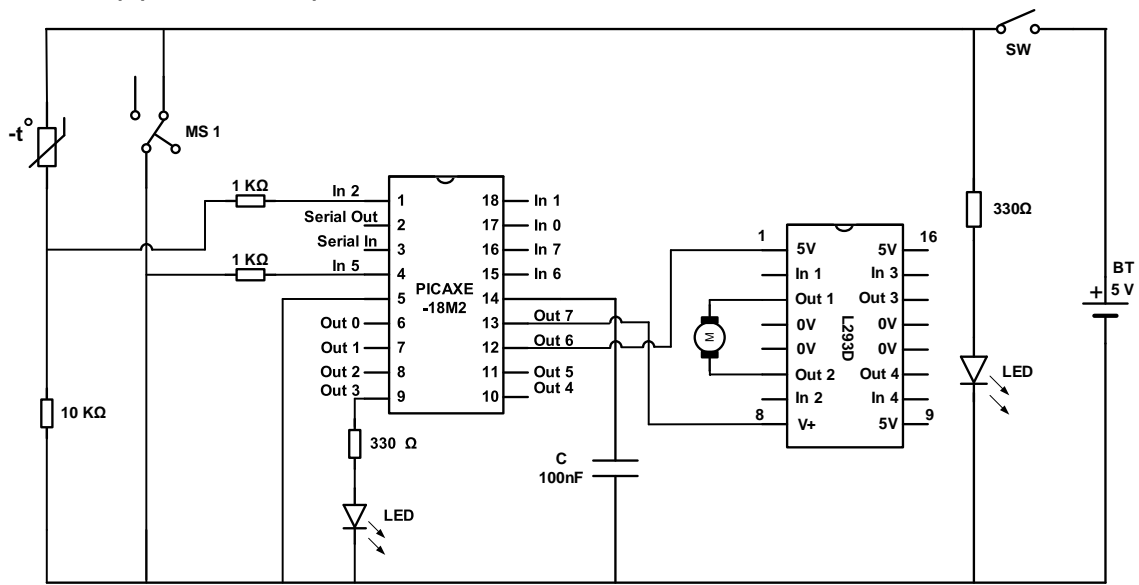 SW
-t°
MS 1
1 KΩ
In 2
1
18
In 1
Serial Out
2
17
In 0
Serial In
3
16
In 7
1 KΩ
In 5
4
15
In 6
PICAXE
-18M2
5
14
Out 0
6
13
Out 7
Out 1
7
12
Out 6
Out 2
8
11
Out 5
Out 3
9
10
Out 4
330Ω
1
5V
5V
16
In 1
In 3
Out 1
Out 3
0V
0V
L293D
M
0V
0V
Out 2
Out 4
In 2
In 4
8
V+
5V
9
BT
+
5 V
LED
10 KΩ
330 Ω
C
100nF
LED